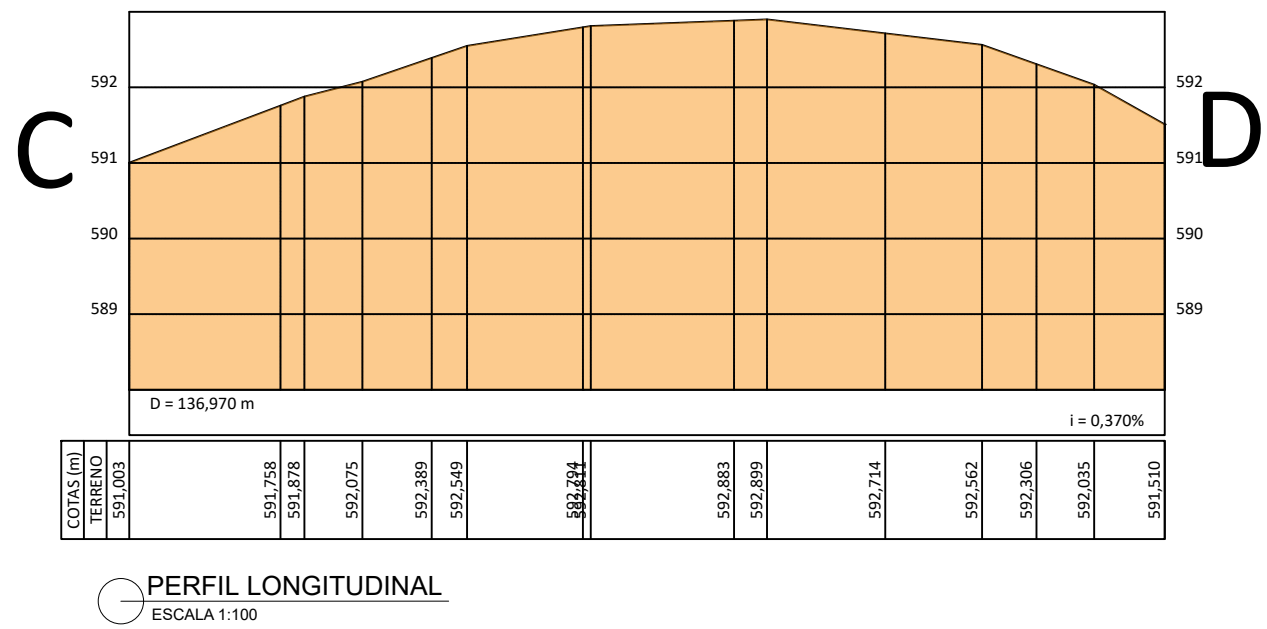 C
D
592
591
590
589
592
591
590
589
D = 136,970 m
i = 0,370%
COTAS (m)
TERRENO
591,003
591,758
591,878
592,075
592,389
592,549
592,794
592,811
592,883
592,899
592,714
592,562
592,306
592,035
591,510
PERFIL LONGITUDINAL
ESCALA 1:100